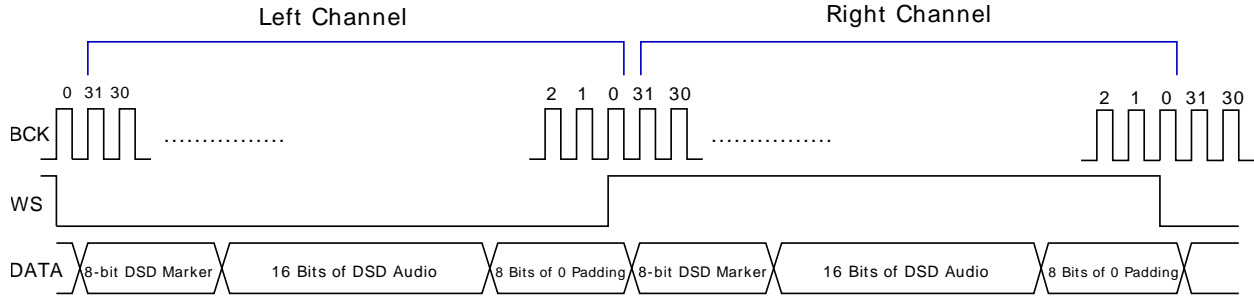 Left Channel
Right Channel
0 31 30 2 1 0 31 30 2 1 0 31 30
BCK ................ ................
WS
DATA 8-bit DSD Marker 16 Bits of DSD Audio 8 Bits of 0 Padding 8-bit DSD Marker 16 Bits of DSD Audio 8 Bits of 0 Padding